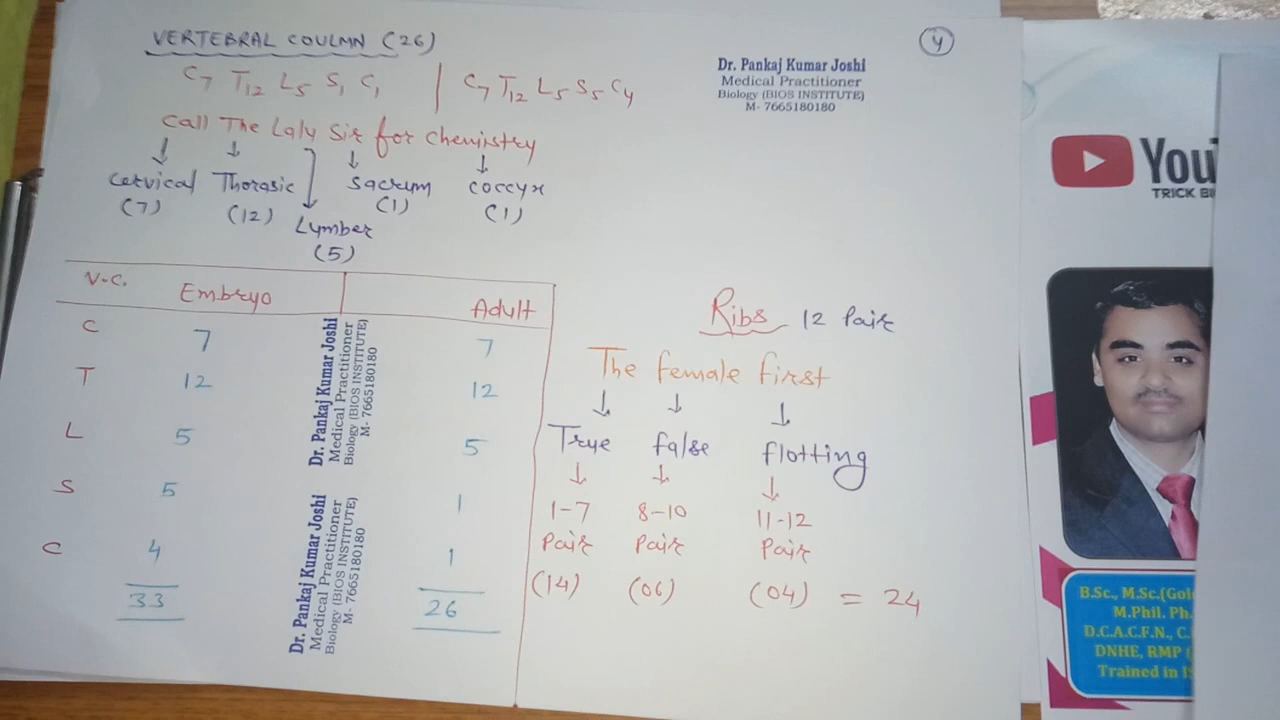 VERTEBRAL COULMN (26)
C7 T12 L5 S1 C1 | C7 T12 L5 S5 C4
Call The Laly Sir for Chemistry
Cervical Thorasic Sacrum Coccyx
(7) (12) (1) (1)
Lymber
(5)
4
Dr. Pankaj Kumar Joshi
Medical Practitioner
Biology (BIOS INSTITUTE)
M- 7665180180
V.C. Embryo Adult
C 7 7
T 12 12
L 5 5
S 5 1
C 4 1
33 26
Dr. Pankaj Kumar Joshi
Medical Practitioner
Biology (BIOS INSTITUTE)
M- 7665180180
Dr. Pankaj Kumar Joshi
Medical Practitioner
Biology (BIOS INSTITUTE)
M- 7665180180
Ribs 12 Pair
The female first
Trye false flotting
1-7 8-10 11-12
Pair Pair Pair
(14) (06) (04) = 24
YouT
TRICK
B.Sc., M.Sc.(Gol
M.Phil. Ph.
D.C.A.C.F.N., C.
DNHE, RMP (
Trained in